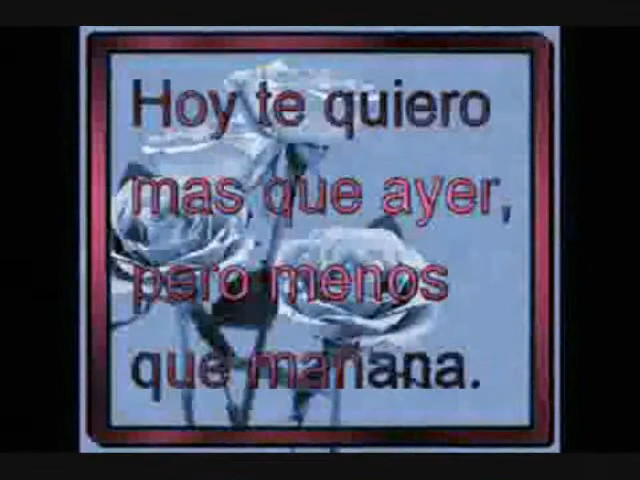 Hoy te quiero
mas que ayer,
pero menos
que mañana.